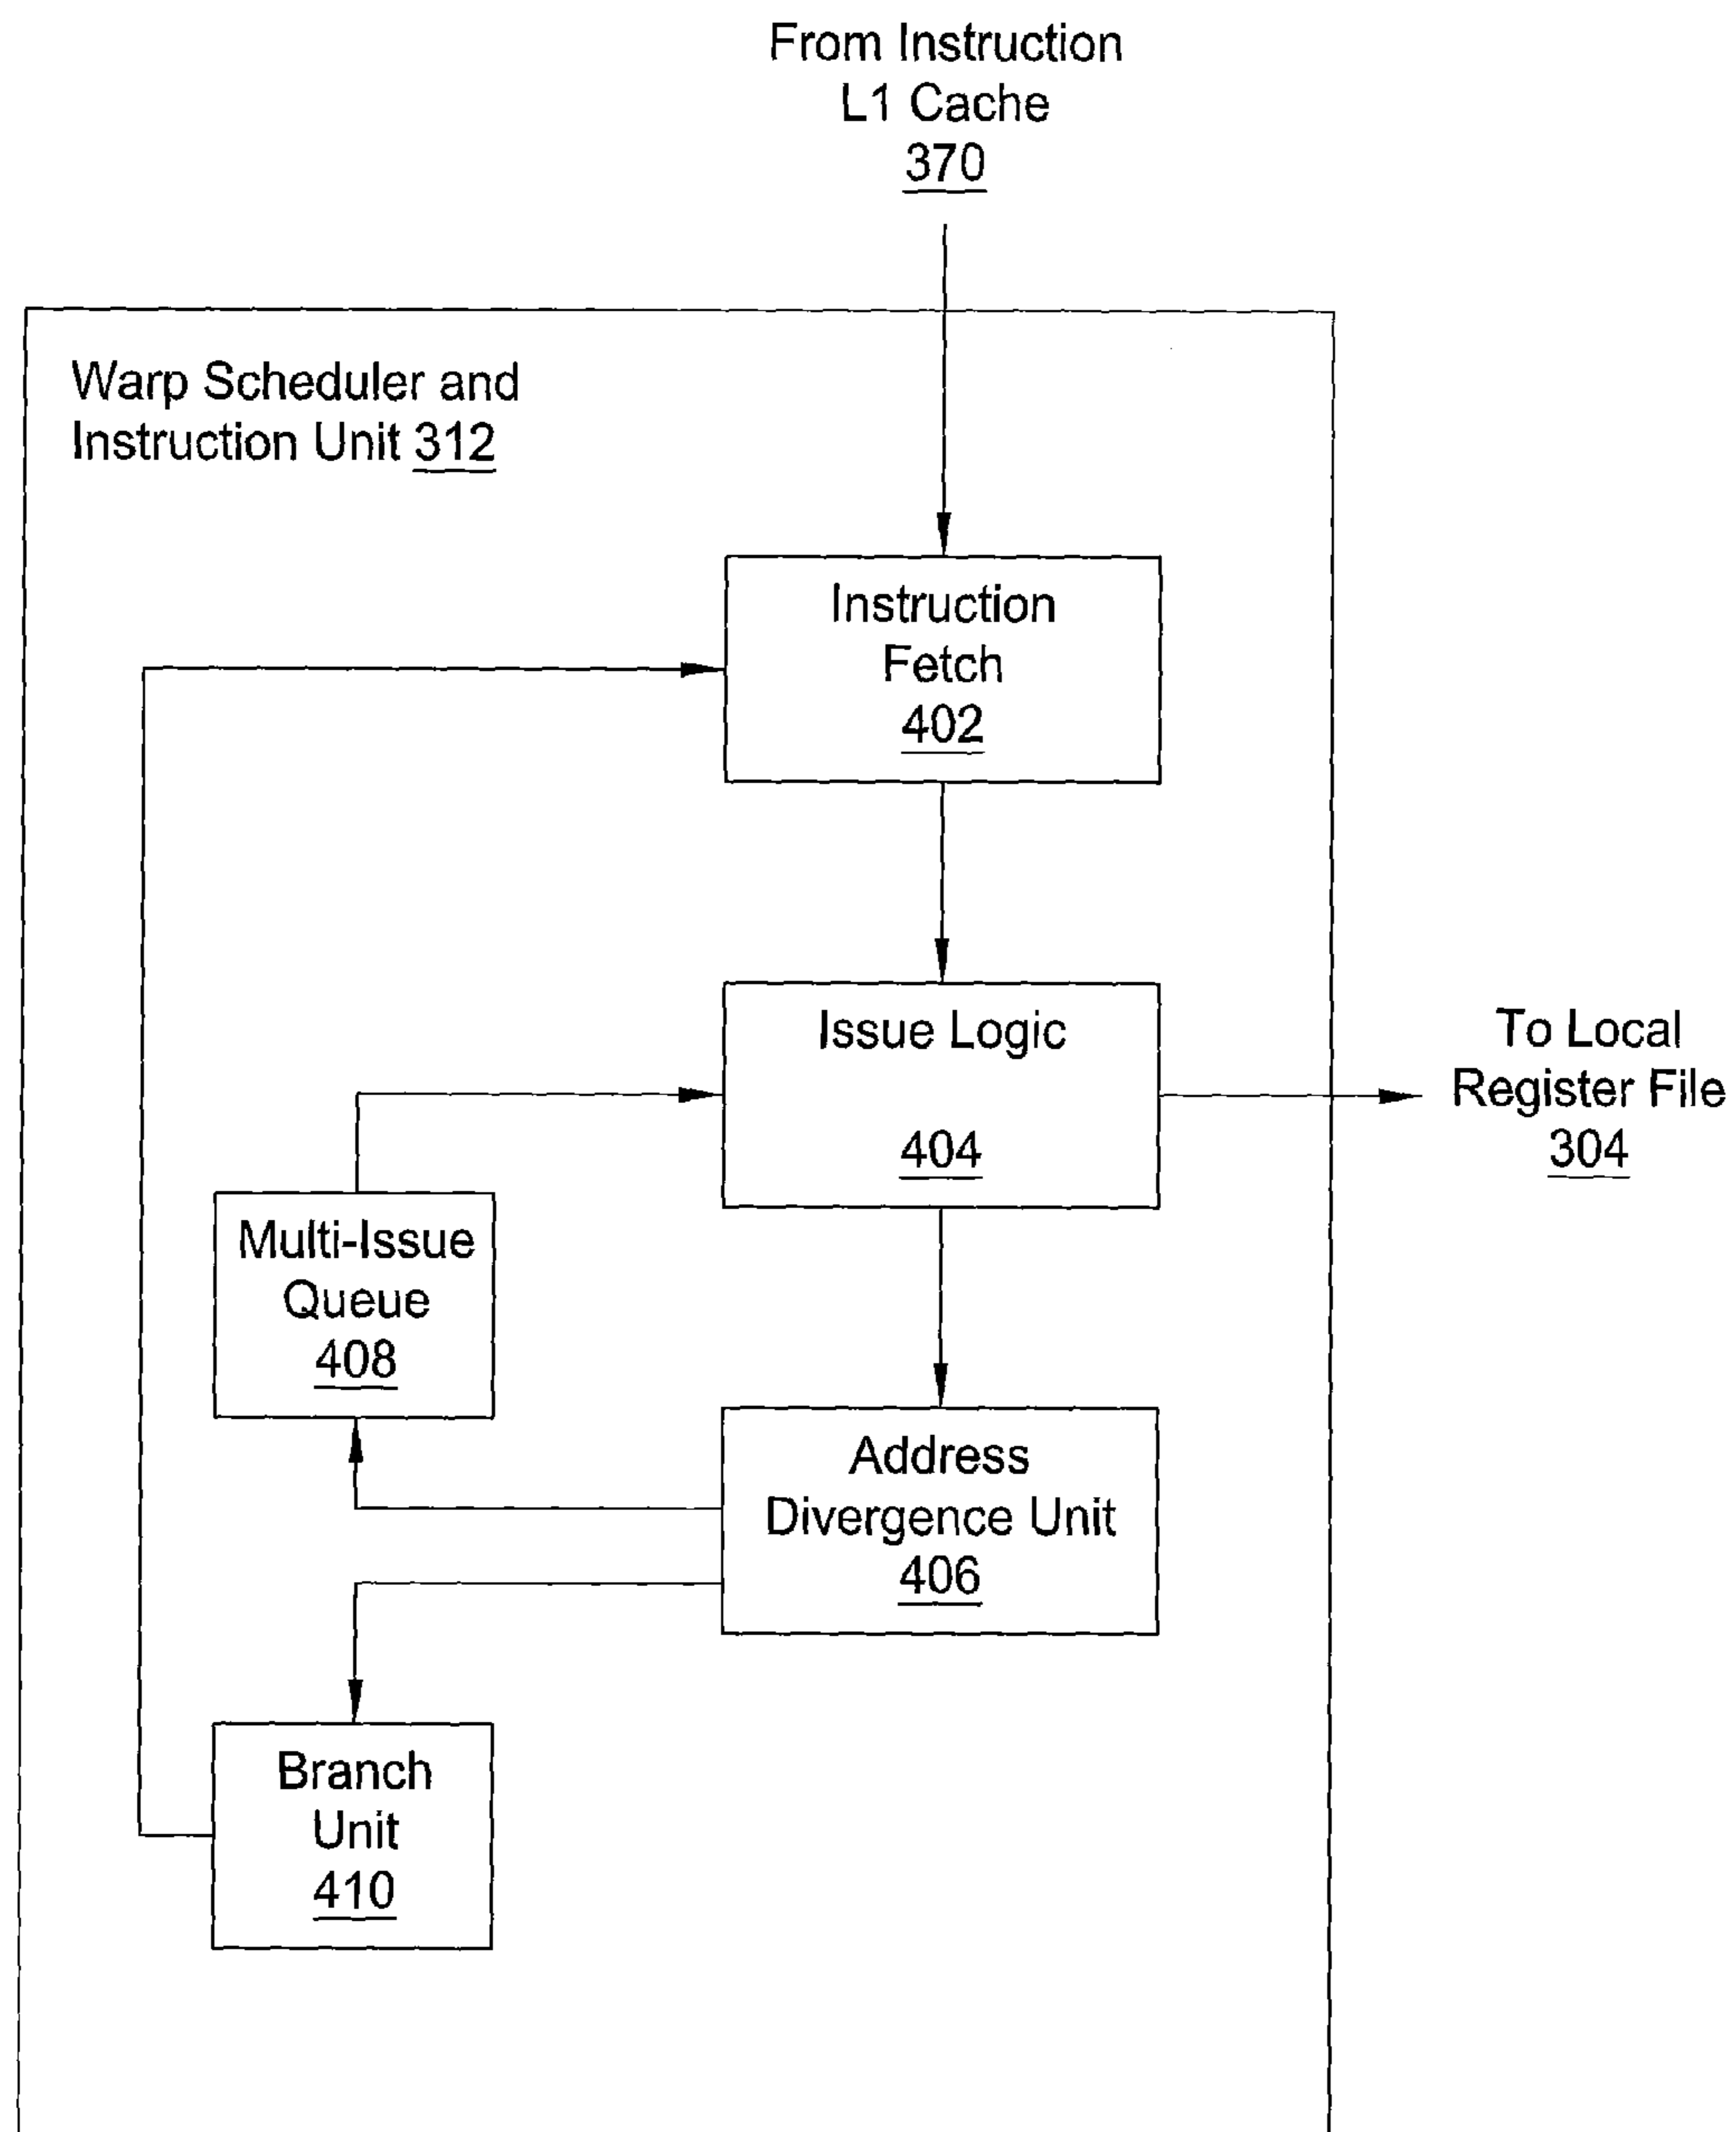 From Instruction
L1 Cache
370
Warp Scheduler and
Instruction Unit 312
Instruction
Fetch
402
Issue Logic
404
To Local
Register File
304
Multi-Issue
Queue
408
Address
Divergence Unit
406
Branch
Unit
410